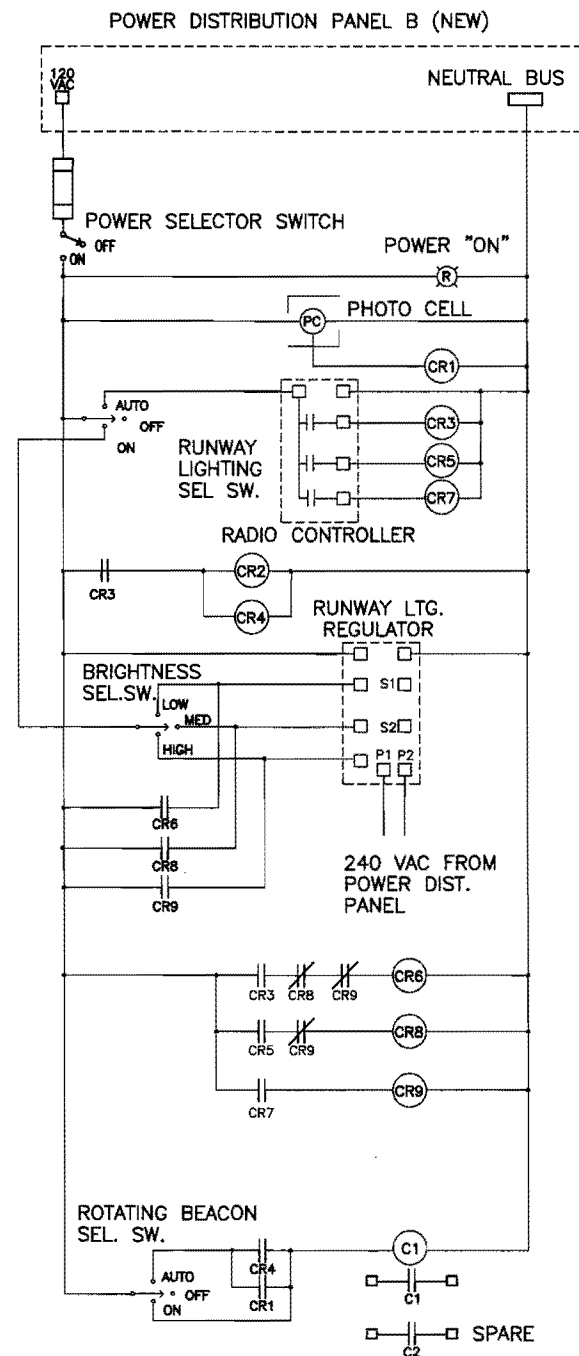 POWER DISTRIBUTION PANEL B (NEW)
120
VAC
NEUTRAL BUS
POWER SELECTOR SWITCH
OFF
ON
POWER "ON"
R
PHOTO CELL
PC
CR1
AUTO
OFF
ON
RUNWAY
LIGHTING
SEL SW.
CR3
CR5
CR7
RADIO CONTROLLER
CR3
CR2
CR4
RUNWAY LTG.
REGULATOR
BRIGHTNESS
SEL.SW.
LOW
MED
HIGH
S1
S2
P1 P2
CR6
CR8
CR9
240 VAC FROM
POWER DIST.
PANEL
CR3 CR8 CR9 CR6
CR5 CR9 CR8
CR7 CR9
ROTATING BEACON
SEL. SW.
AUTO
OFF
ON
CR4
CR1
C1
C1
C2
SPARE